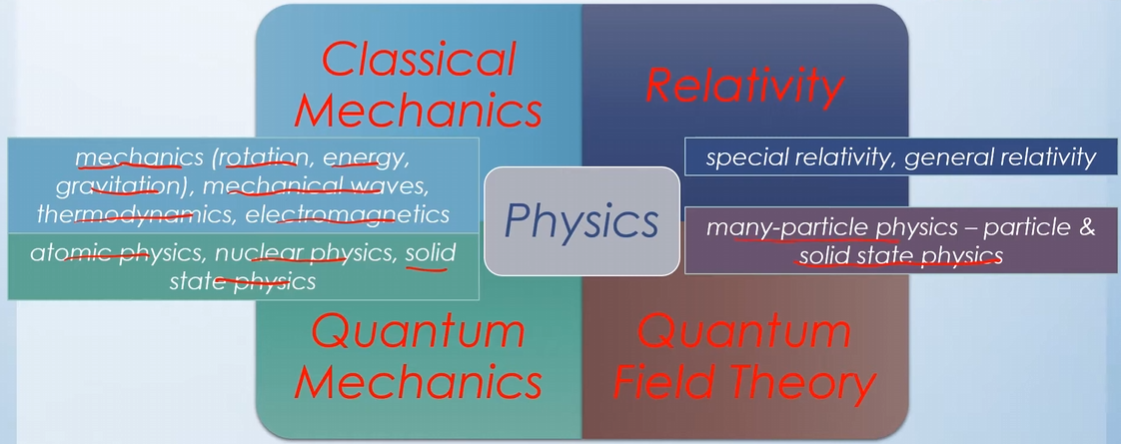 Classical
Mechanics
Relativity
mechanics (rotation, energy,
gravitation), mechanical waves,
thermodynamics, electromagnetics
special relativity, general relativity
Physics
atomic physics, nuclear physics, solid
state physics
many-particle physics – particle &
solid state physics
Quantum
Mechanics
Quantum
Field Theory